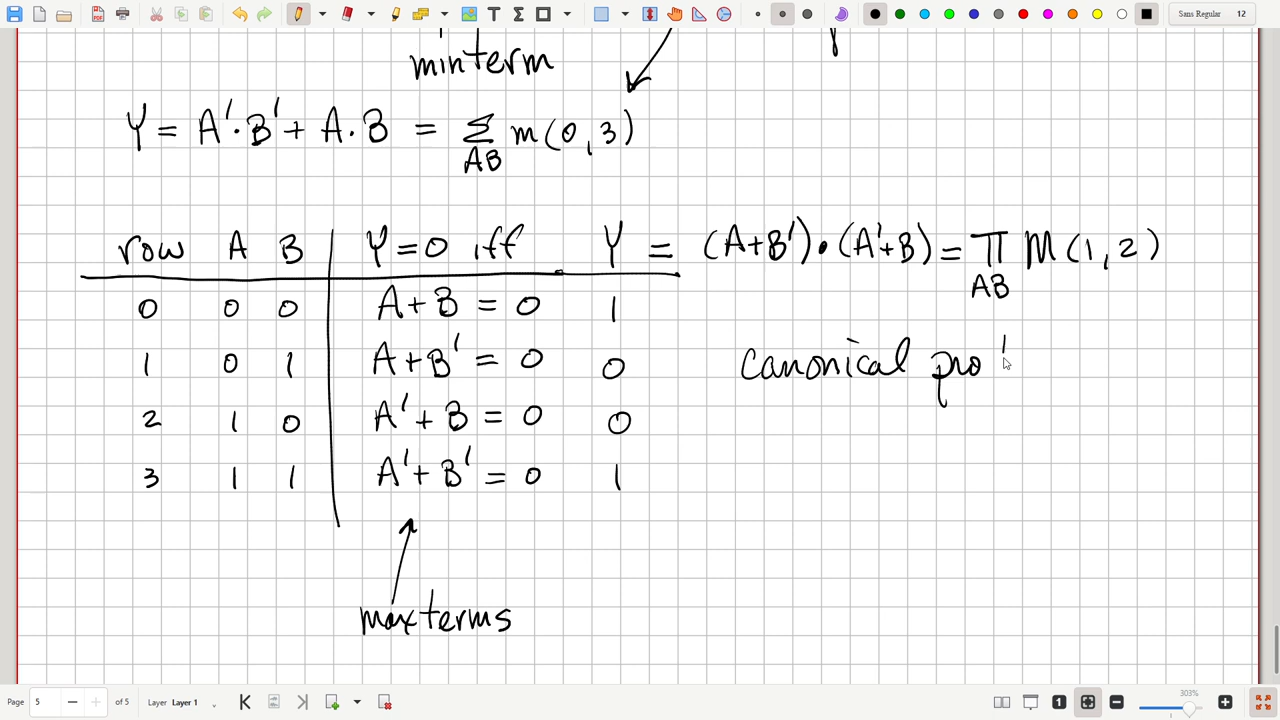 Sans Regular 12
minterm
Y = A'·B' + A·B = Σ m(0,3)
AB
row A B Y=0 iff Y = (A+B')·(A'+B) = Π M(1,2)
AB
0 0 0 A+B = 0 1
1 0 1 A+B' = 0 0
canonical pro
2 1 0 A'+B = 0 0
3 1 1 A'+B' = 0 1
maxterms
Page 5 of 5 Layer Layer 1 303%